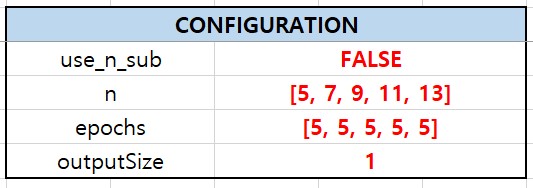 CONFIGURATION
use_n_sub FALSE
n [5, 7, 9, 11, 13]
epochs [5, 5, 5, 5, 5]
outputSize 1